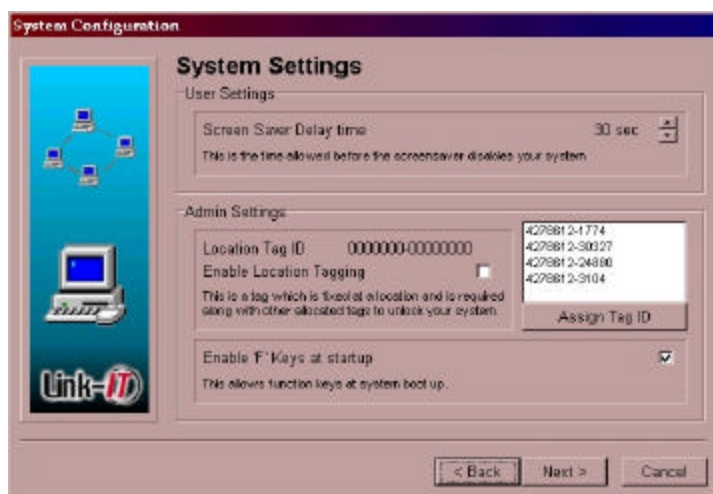 System Configuration
System Settings
User Settings
Screen Saver Delay time 30 sec
This is the time allowed before the screensaver disables your system
Admin Settings
Location Tag ID 0000000-00000000
Enable Location Tagging
This is a tag which is fixed at a location and is required
along with other allocated tags to unlock your system.
4278612-1774
4278612-30327
4278612-24880
4278612-3104
Assign Tag ID
Enable 'F' Keys at startup
This allows function keys at system boot up.
Link-IT
< Back
Next >
Cancel